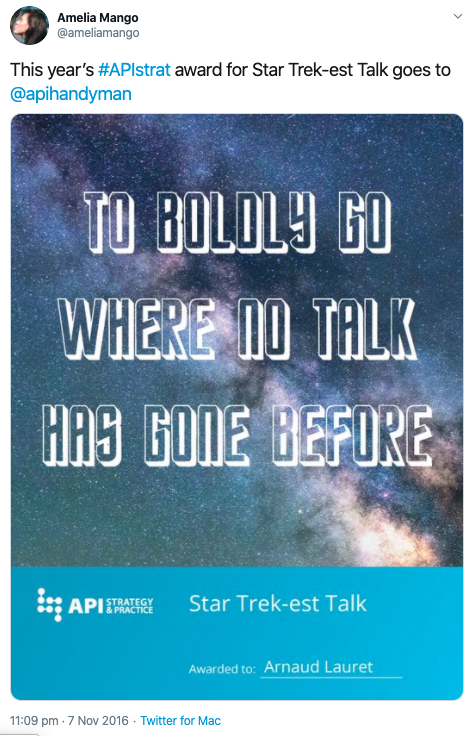 Amelia Mango
@ameliamango
This year's #APIstrat award for Star Trek-est Talk goes to
@apihandyman
TO BOLDLY GO
WHERE NO TALK
HAS GONE BEFORE
API STRATEGY
& PRACTICE
Star Trek-est Talk
Awarded to: Arnaud Lauret
11:09 pm · 7 Nov 2016 · Twitter for Mac